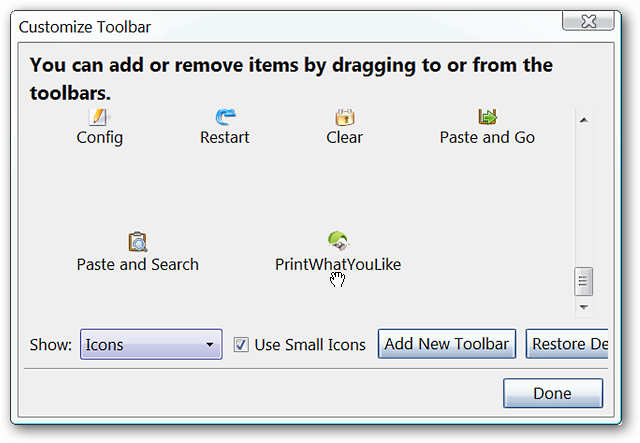 Customize Toolbar
You can add or remove items by dragging to or from the
toolbars.
Config Restart Clear Paste and Go
Paste and Search PrintWhatYouLike
Show: Icons Use Small Icons Add New Toolbar Restore De
Done